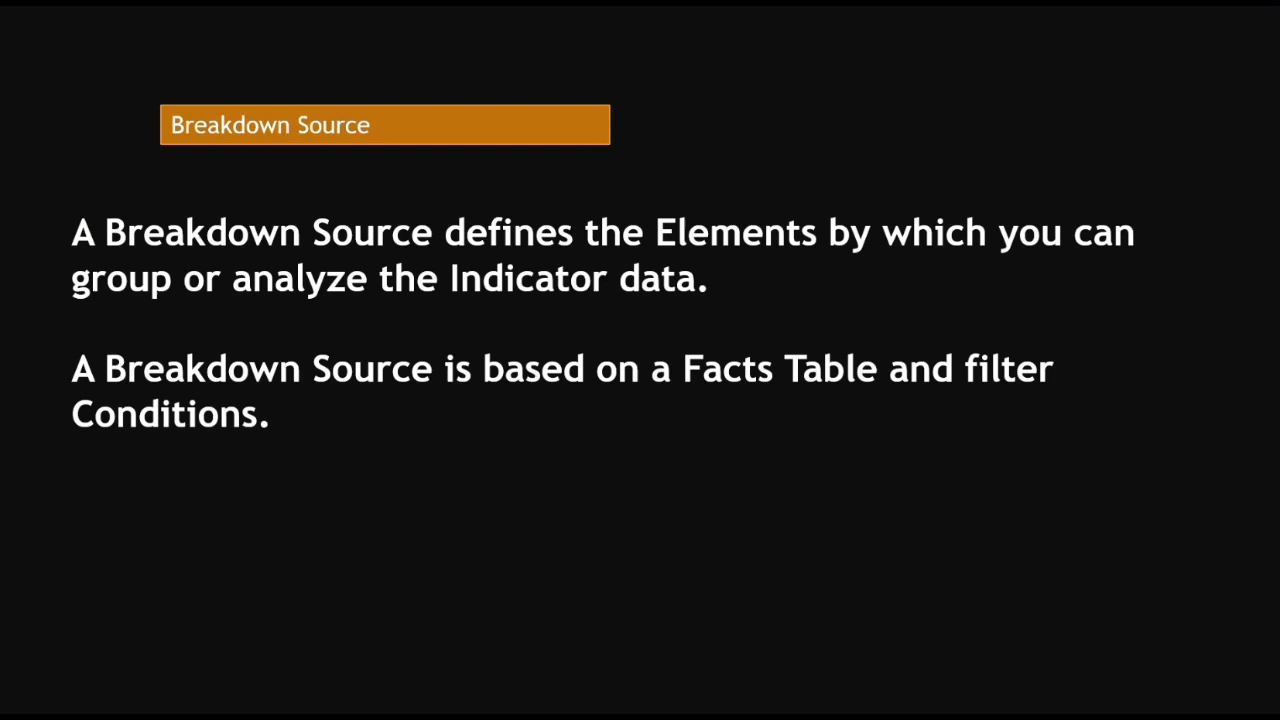 Breakdown Source
A Breakdown Source defines the Elements by which you can
group or analyze the Indicator data.
A Breakdown Source is based on a Facts Table and filter
Conditions.